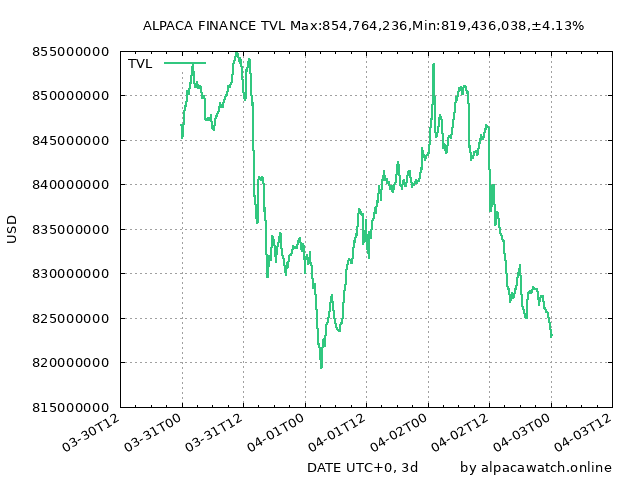 ALPACA FINANCE TVL Max:854,764,236,Min:819,436,038,±4.13%
855000000
TVL
850000000
845000000
840000000
835000000
USD
830000000
825000000
820000000
815000000
03-30T12
03-31T00
03-31T12
04-01T00
04-01T12
04-02T00
04-02T12
04-03T00
04-03T12
DATE UTC+0, 3d
by alpacawatch.online